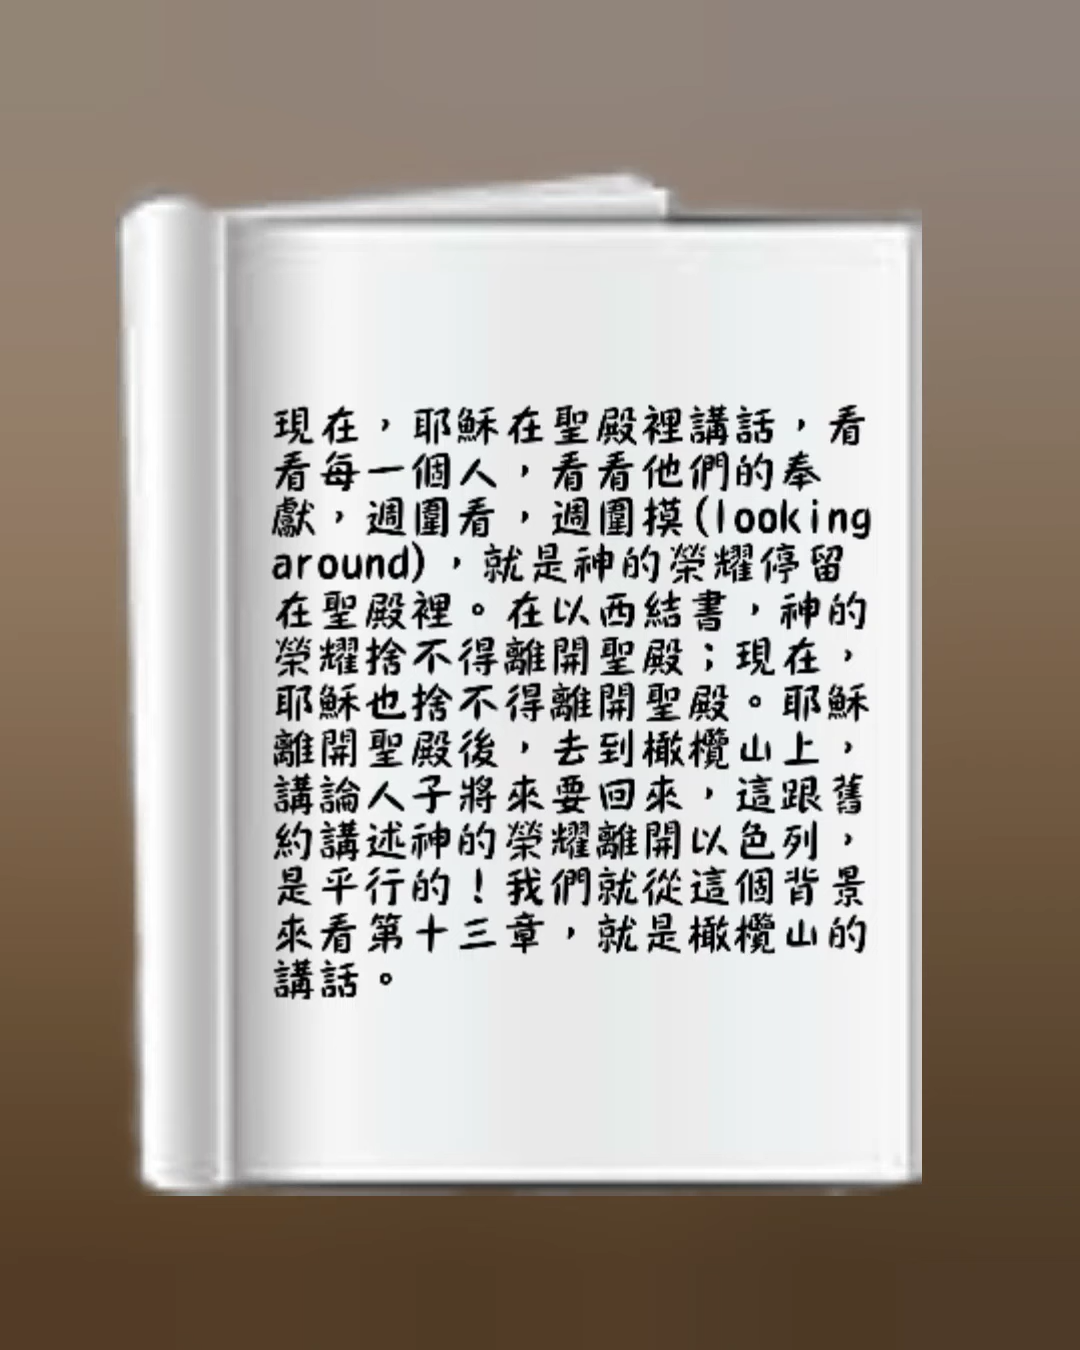 現在，耶穌在聖殿裡講話，看
看每一個人，看看他們的奉
獻，週圍看，週圍摸(looking
around)，就是神的榮耀停留
在聖殿裡。在以西結書，神的
榮耀捨不得離開聖殿；現在，
耶穌也捨不得離開聖殿。耶穌
離開聖殿後，去到橄欖山上，
講論人子將來要回來，這跟舊
約講述神的榮耀離開以色列，
是平行的！我們就從這個背景
來看第十三章，就是橄欖山的
講話。